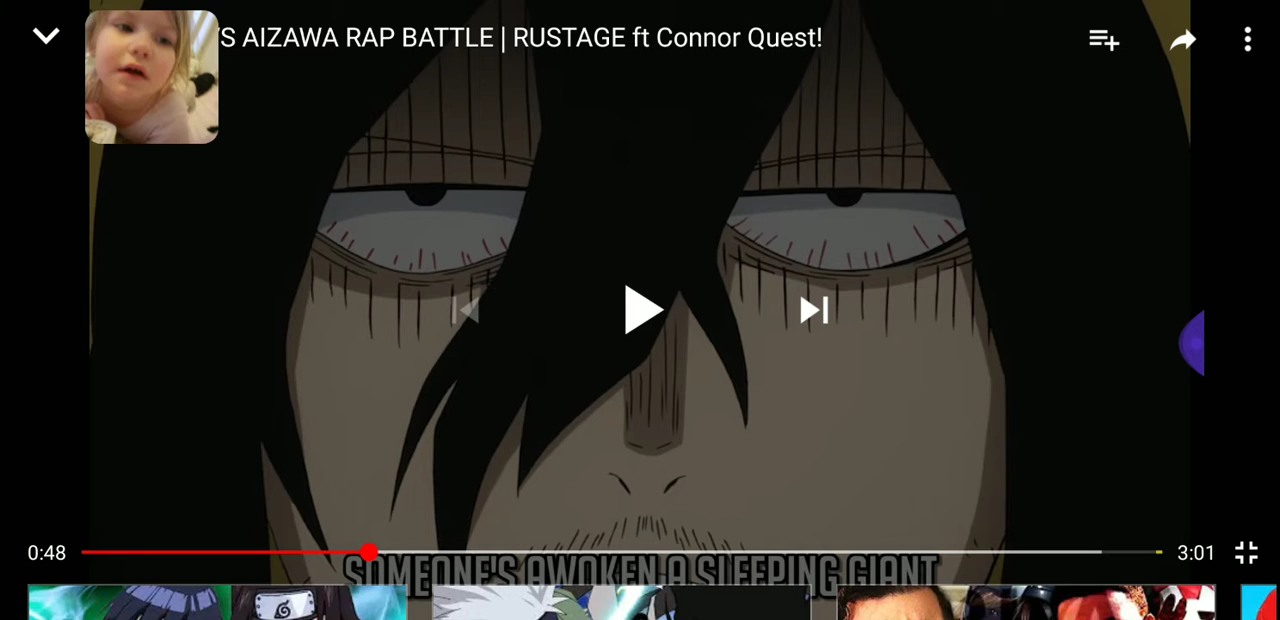 'S AIZAWA RAP BATTLE | RUSTAGE ft Connor Quest!
0:48
3:01
SOMEONE'S AWOKEN A SLEEPING GIANT